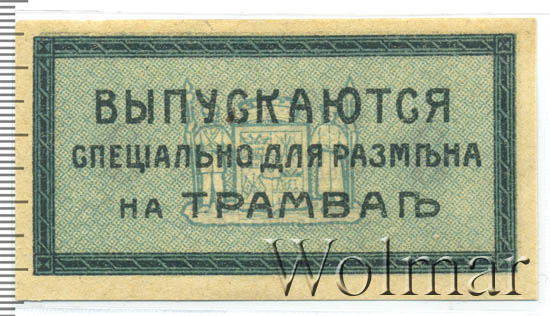 ВЫПУСКАЮТСЯ
СПЕЦІАЛЬНО ДЛЯ РАЗМѢНА
НА ТРАМВАѢ
Wolmar